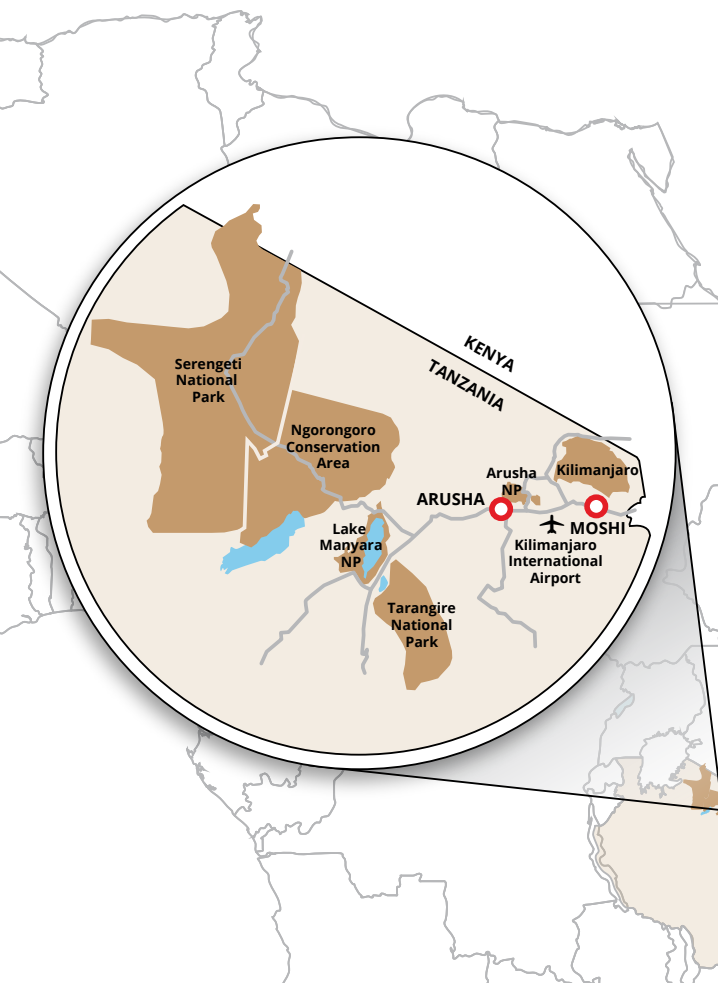 KENYA
TANZANIA
Serengeti
National
Park
Ngorongoro
Conservation
Area
Arusha
NP
Kilimanjaro
ARUSHA
MOSHI
Lake
Manyara
NP
Kilimanjaro
International
Airport
Tarangire
National
Park